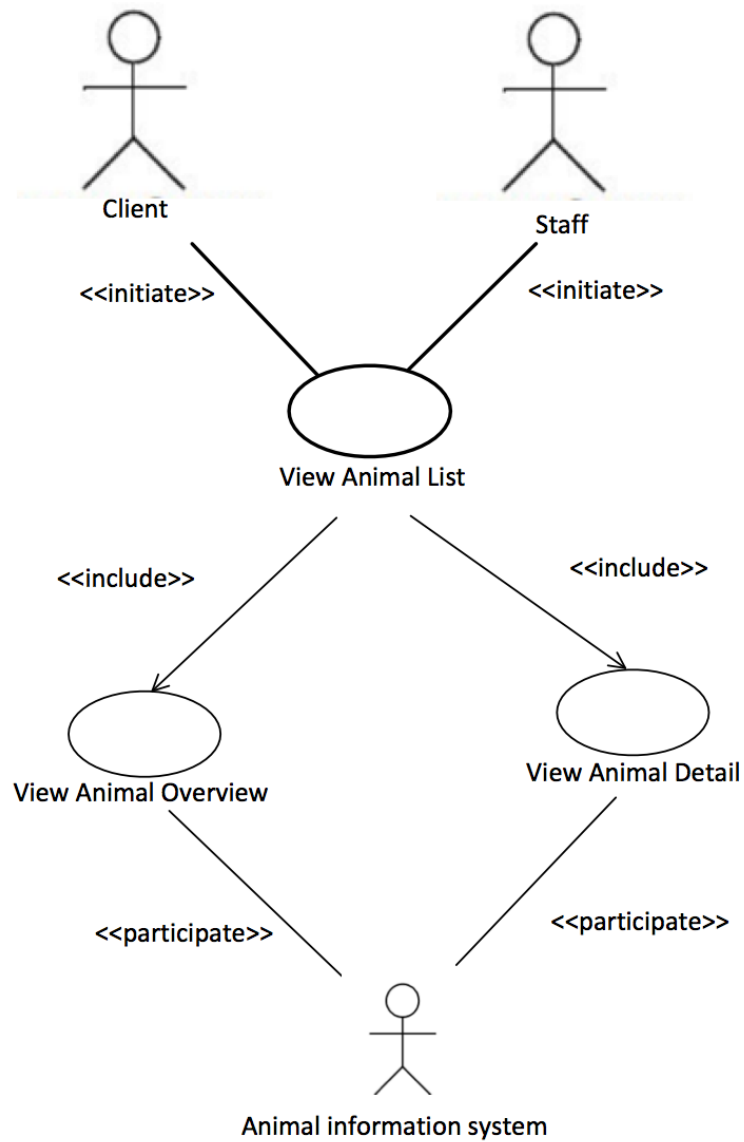 Client
Staff
<<initiate>>
<<initiate>>
View Animal List
<<include>>
<<include>>
View Animal Overview
View Animal Detail
<<participate>>
<<participate>>
Animal information system